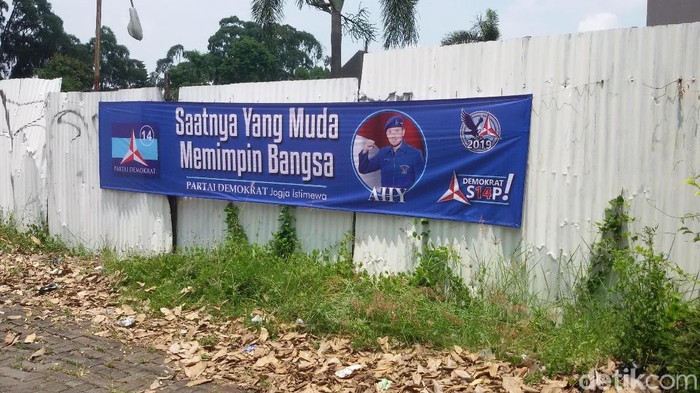 14
PARTAI DEMOKRAT
Saatnya Yang Muda
Memimpin Bangsa
PARTAI DEMOKRAT Jogja Istimewa
AHY
2019
DEMOKRAT
S14P!
detikcom